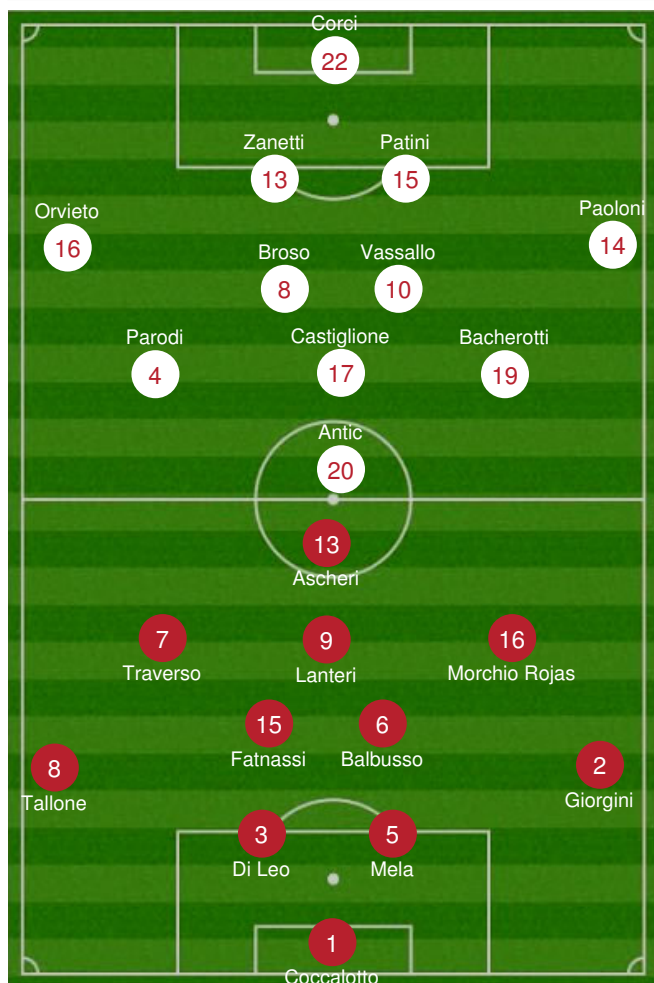 Corci
22
Zanetti
Patini
13
15
Orvieto
Paoloni
16
14
Broso
Vassallo
8
10
Parodi
Castiglione
Bacherotti
4
17
19
Antic
20
13
Ascheri
7
9
16
Traverso
Lanteri
Morchio Rojas
15
6
Fatnassi
Balbusso
8
2
Tallone
Giorgini
3
5
Di Leo
Mela
1
Coccalotto